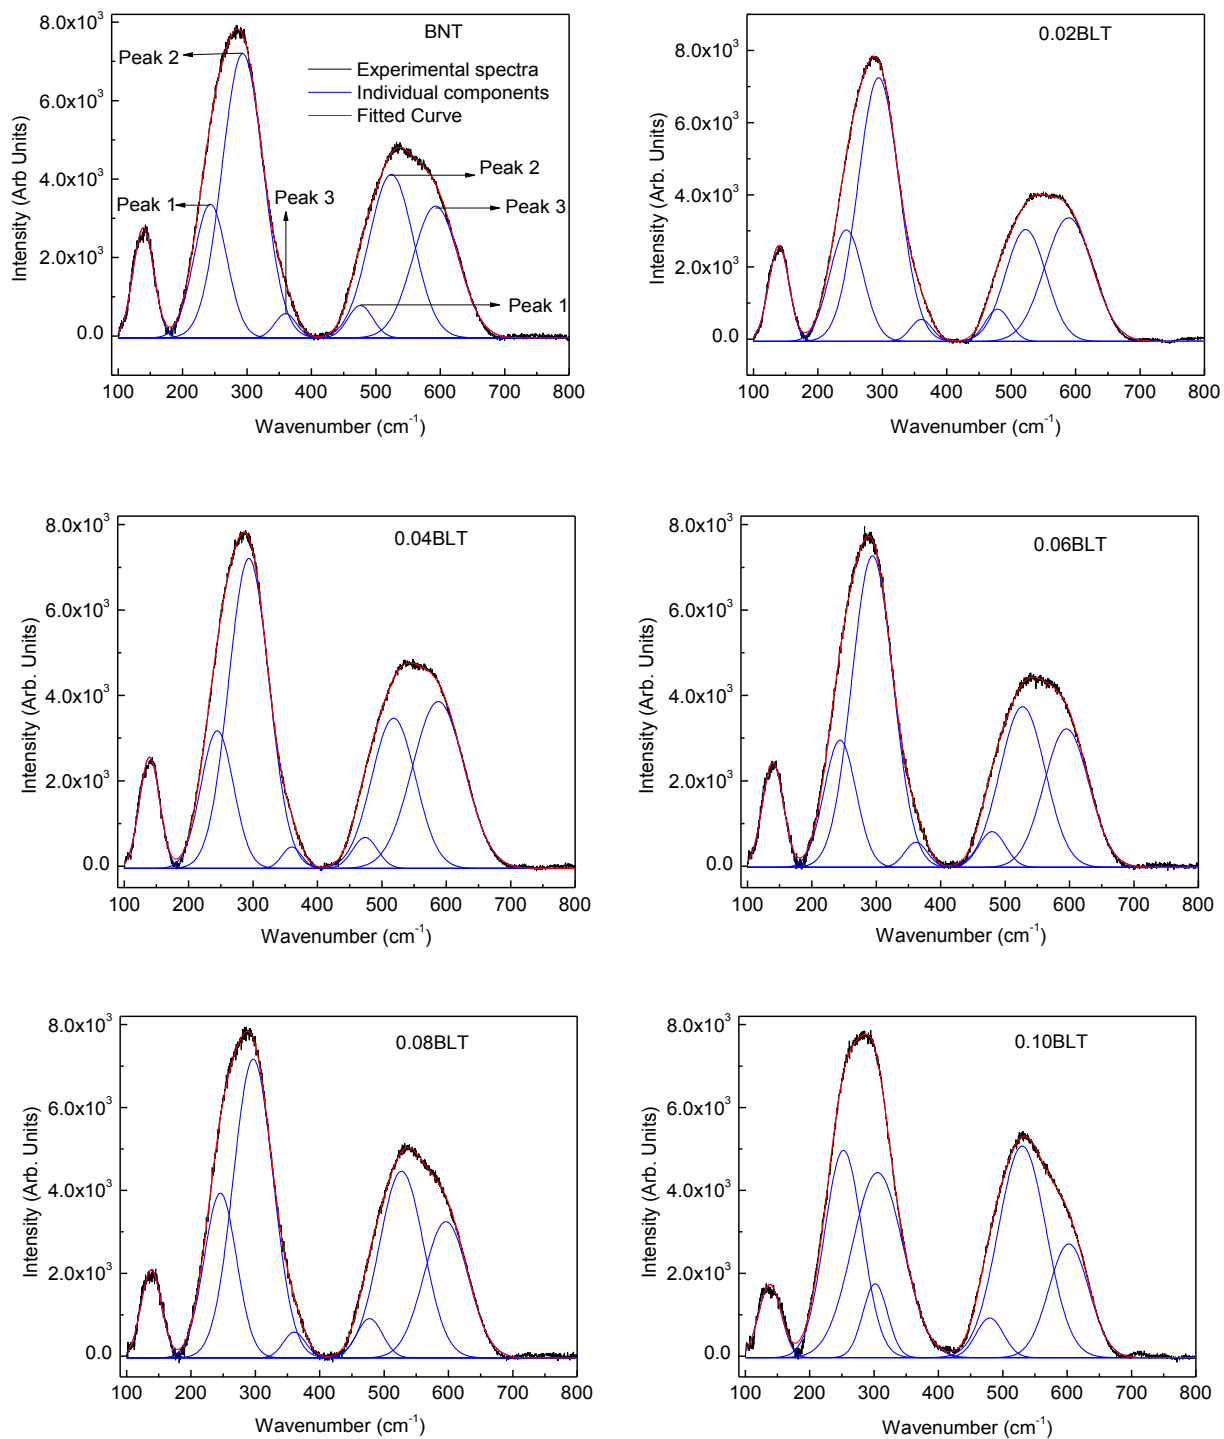 BNT
Experimental spectra
Individual components
Fitted Curve
Peak 2
Peak 1
Peak 3
Peak 2
Peak 3
Peak 1
8.0x10³
6.0x10³
4.0x10³
2.0x10³
0.0
100 200 300 400 500 600 700 800
Intensity (Arb Units)
Wavenumber (cm⁻¹)
0.02BLT
8.0x10³
6.0x10³
4.0x10³
2.0x10³
0.0
100 200 300 400 500 600 700 800
Intensity (Arb. Units)
Wavenumber (cm⁻¹)
0.04BLT
8.0x10³
6.0x10³
4.0x10³
2.0x10³
0.0
100 200 300 400 500 600 700 800
Intensity (Arb. Units)
Wavenumber (cm⁻¹)
0.06BLT
8.0x10³
6.0x10³
4.0x10³
2.0x10³
0.0
100 200 300 400 500 600 700 800
Intensity (Arb. Units)
Wavenumber (cm⁻¹)
0.08BLT
8.0x10³
6.0x10³
4.0x10³
2.0x10³
0.0
100 200 300 400 500 600 700 800
Intensity (Arb. Units)
Wavenumber (cm⁻¹)
0.10BLT
8.0x10³
6.0x10³
4.0x10³
2.0x10³
0.0
100 200 300 400 500 600 700 800
Intensity (Arb. Units)
Wavenumber (cm⁻¹)